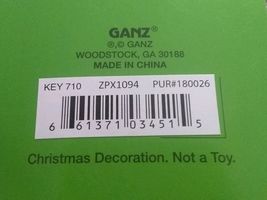 GANZ®
®,© GANZ
WOODSTOCK, GA 30188
MADE IN CHINA
KEY 710 ZPX1094 PUR#180026
6 61371 03451 5
Christmas Decoration. Not a Toy.